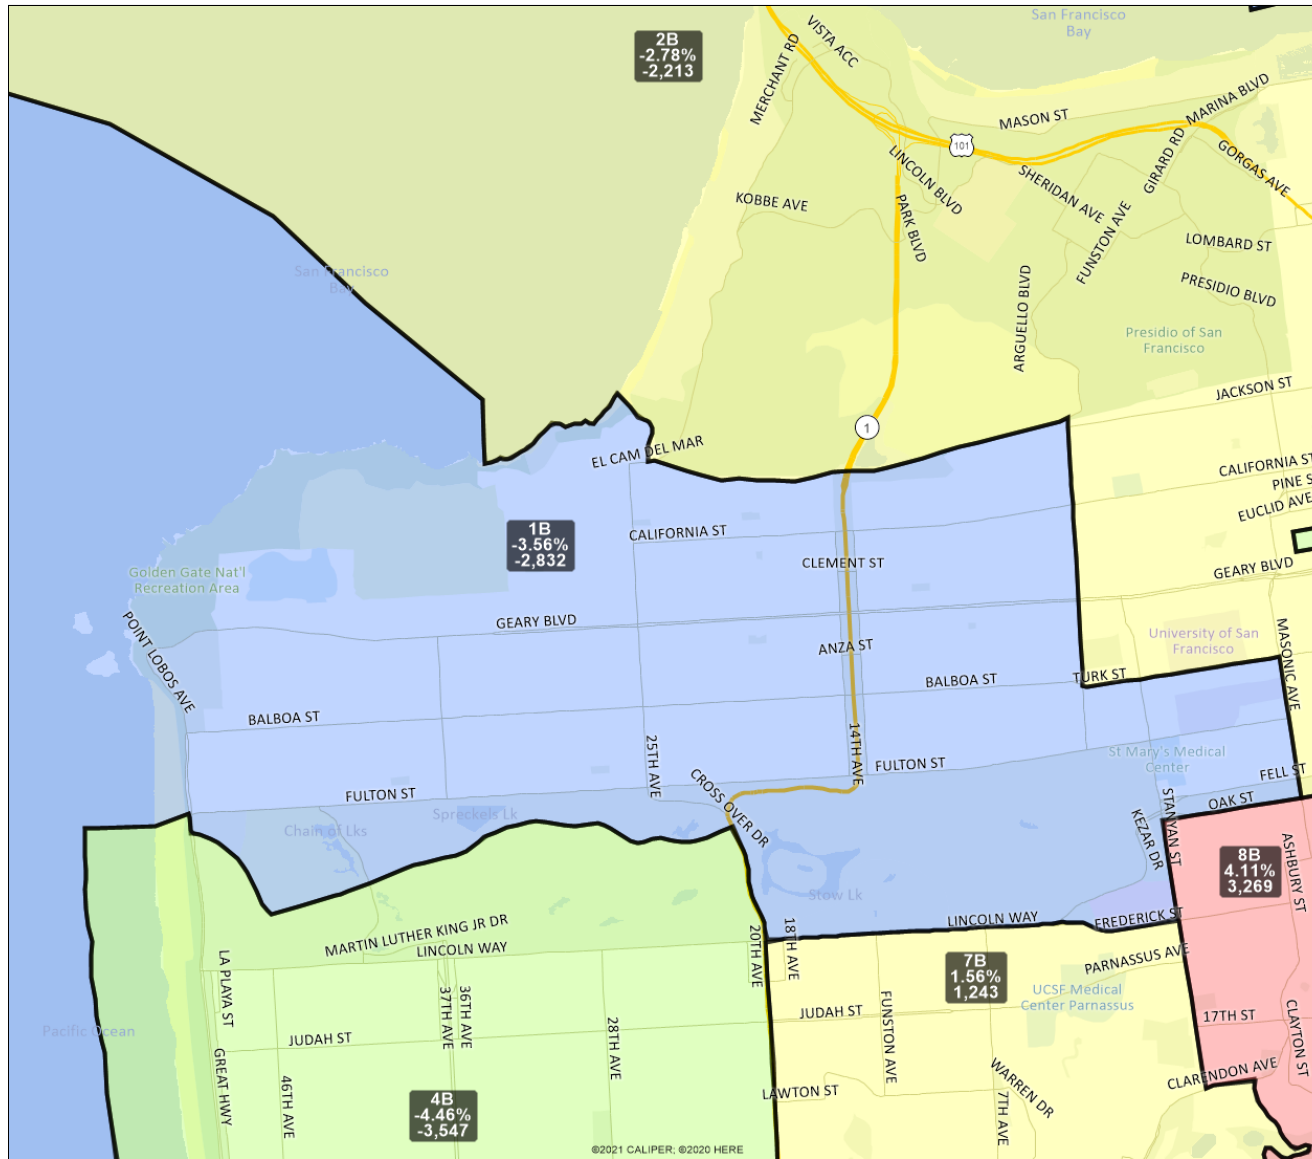 San Francisco
Bay
2B
-2.78%
-2,213
VISTA ACC
MERCHANT RD
MASON ST
MARINA BLVD
101
LINCOLN BLVD
GIRARD RD
GORGAS AVE
SHERIDAN AVE
KOBBE AVE
PARK BLVD
FUNSTON AVE
LOMBARD ST
San Francisco
Bay
ARGUELLO BLVD
PRESIDIO BLVD
Presidio of San
Francisco
JACKSON ST
1
EL CAM DEL MAR
CALIFORNIA ST
PINE S
EUCLID AVE
1B
-3.56%
-2,832
CALIFORNIA ST
CLEMENT ST
GEARY BLVD
Golden Gate Nat'l
Recreation Area
POINT LOBOS AVE
GEARY BLVD
ANZA ST
University of San
Francisco
MASONIC AVE
TURK ST
BALBOA ST
BALBOA ST
25TH AVE
14TH AVE
St Mary's Medical
Center
FULTON ST
FELL ST
CROSS OVER DR
FULTON ST
OAK ST
Spreckels Lk
Chain of Lks
STANYAN ST
KEZAR DR
ASHBURY ST
8B
4.11%
3,269
Stow Lk
LINCOLN WAY
FREDERICK ST
MARTIN LUTHER KING JR DR
LINCOLN WAY
20TH AVE
18TH AVE
LA PLAYA ST
PARNASSUS AVE
7B
1.56%
1,243
UCSF Medical
Center Parnassus
37TH AVE
36TH AVE
28TH AVE
JUDAH ST
FUNSTON AVE
17TH ST
CLAYTON ST
Pacific Ocean
JUDAH ST
GREAT HWY
46TH AVE
WARREN DR
CLARENDON AVE
LAWTON ST
7TH AVE
4B
-4.46%
-3,547
©2021 CALIPER; ©2020 HERE